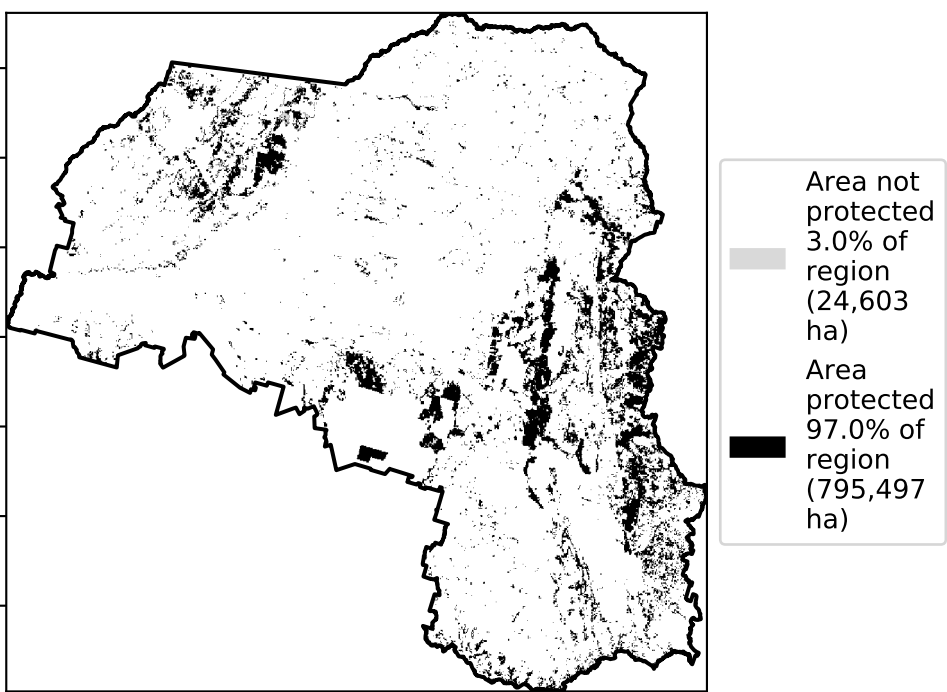 Area not
protected
3.0% of
region
(24,603
ha)
Area
protected
97.0% of
region
(795,497
ha)